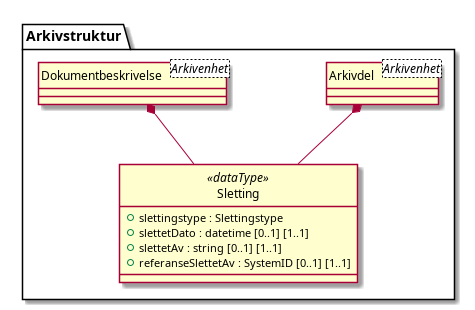 Arkivstruktur
Dokumentbeskrivelse
Arkivenhet
Arkivdel
Arkivenhet
«dataType»
Sletting
slettingstype : Slettingstype
slettetDato : datetime [0..1] [1..1]
slettetAv : string [0..1] [1..1]
referanseSlettetAv : SystemID [0..1] [1..1]